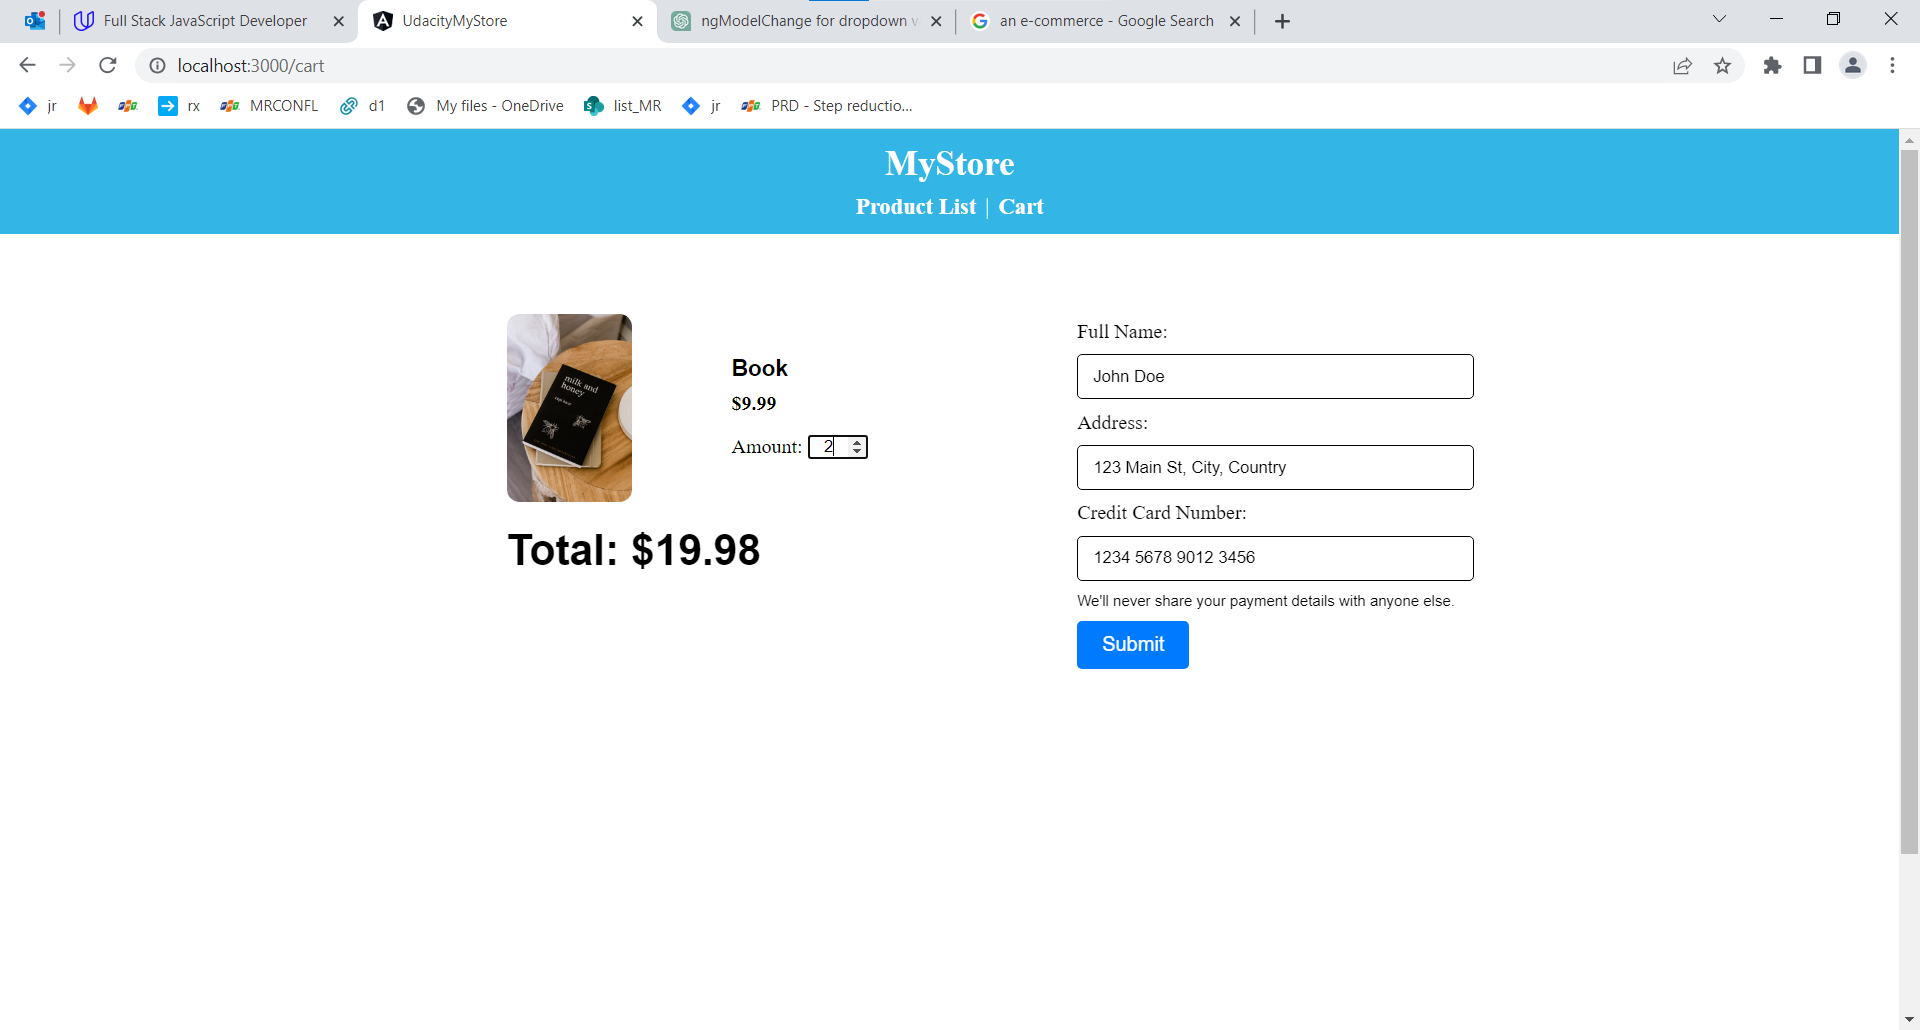 Full Stack JavaScript Developer
UdacityMyStore
ngModelChange for dropdown v
an e-commerce - Google Search
localhost:3000/cart
jr
rx
MRCONFL
d1
My files - OneDrive
list_MR
jr
PRD - Step reductio...
MyStore
Product List | Cart
milk and
honey
Book
$9.99
Amount: 2
Total: $19.98
Full Name:
John Doe
Address:
123 Main St, City, Country
Credit Card Number:
1234 5678 9012 3456
We'll never share your payment details with anyone else.
Submit